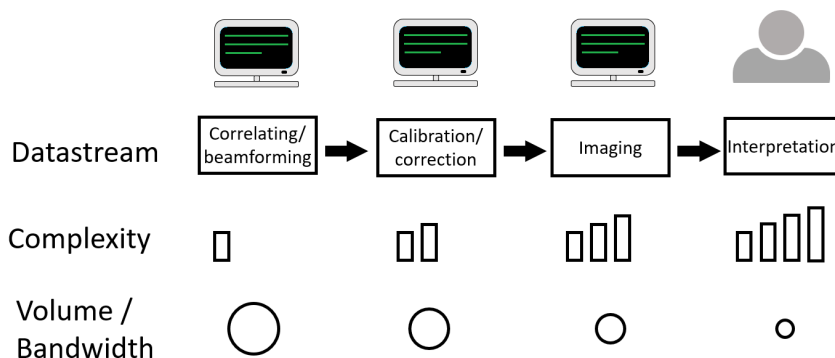 Datastream
Correlating/
beamforming
Calibration/
correction
Imaging
Interpretation
Complexity
Volume /
Bandwidth